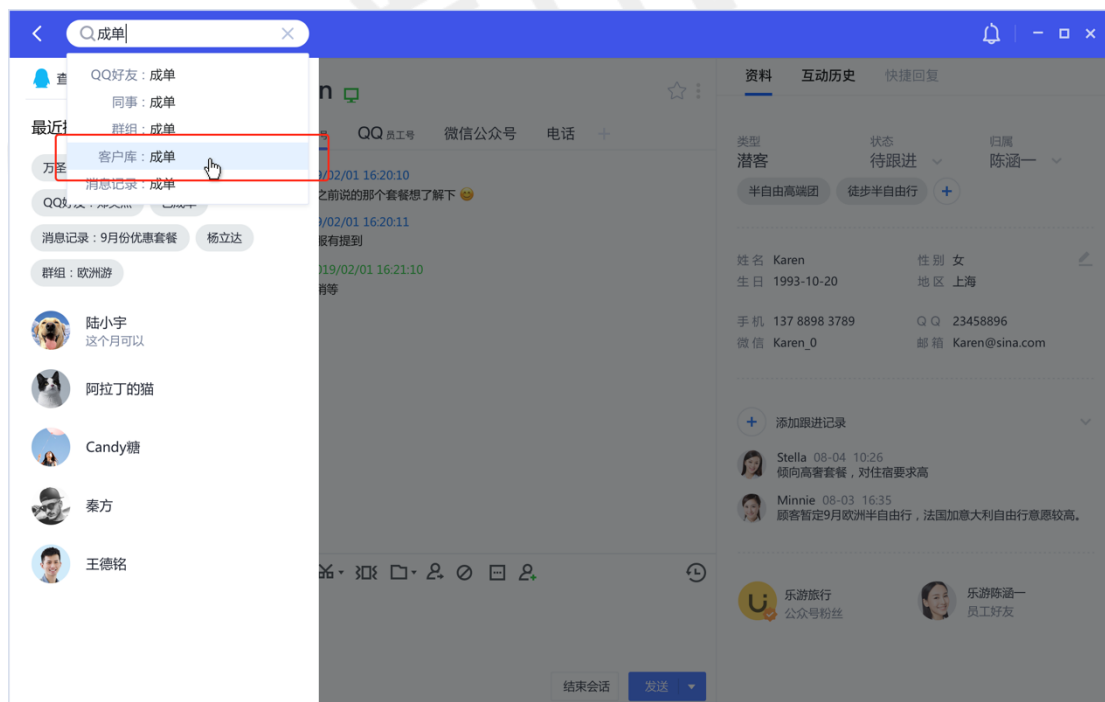 成单
QQ好友：成单
同事：成单
群组：成单
客户库：成单
消息记录：成单
消息记录：9月份优惠套餐
杨立达
群组：欧洲游
陆小宇
这个月可以
阿拉丁的猫
Candy糖
秦方
王德铭
QQ 员工号
微信公众号
电话
/02/01 16:20:10
之前说的那个套餐想了解下
/02/01 16:20:11
服有提到
19/02/01 16:21:10
稍等
结束会话
发送
资料
互动历史
快捷回复
类型
状态
归属
潜客
待跟进
陈涵一
半自由高端团
徒步半自由行
姓名 Karen
性别 女
生日 1993-10-20
地区 上海
手机 137 8898 3789
QQ 23458896
微信 Karen_0
邮箱 Karen@sina.com
添加跟进记录
Stella 08-04 10:26
倾向高奢套餐，对住宿要求高
Minnie 08-03 16:35
顾客暂定9月欧洲半自由行，法国加意大利自由行意愿较高。
乐游旅行
公众号粉丝
乐游陈涵一
员工好友